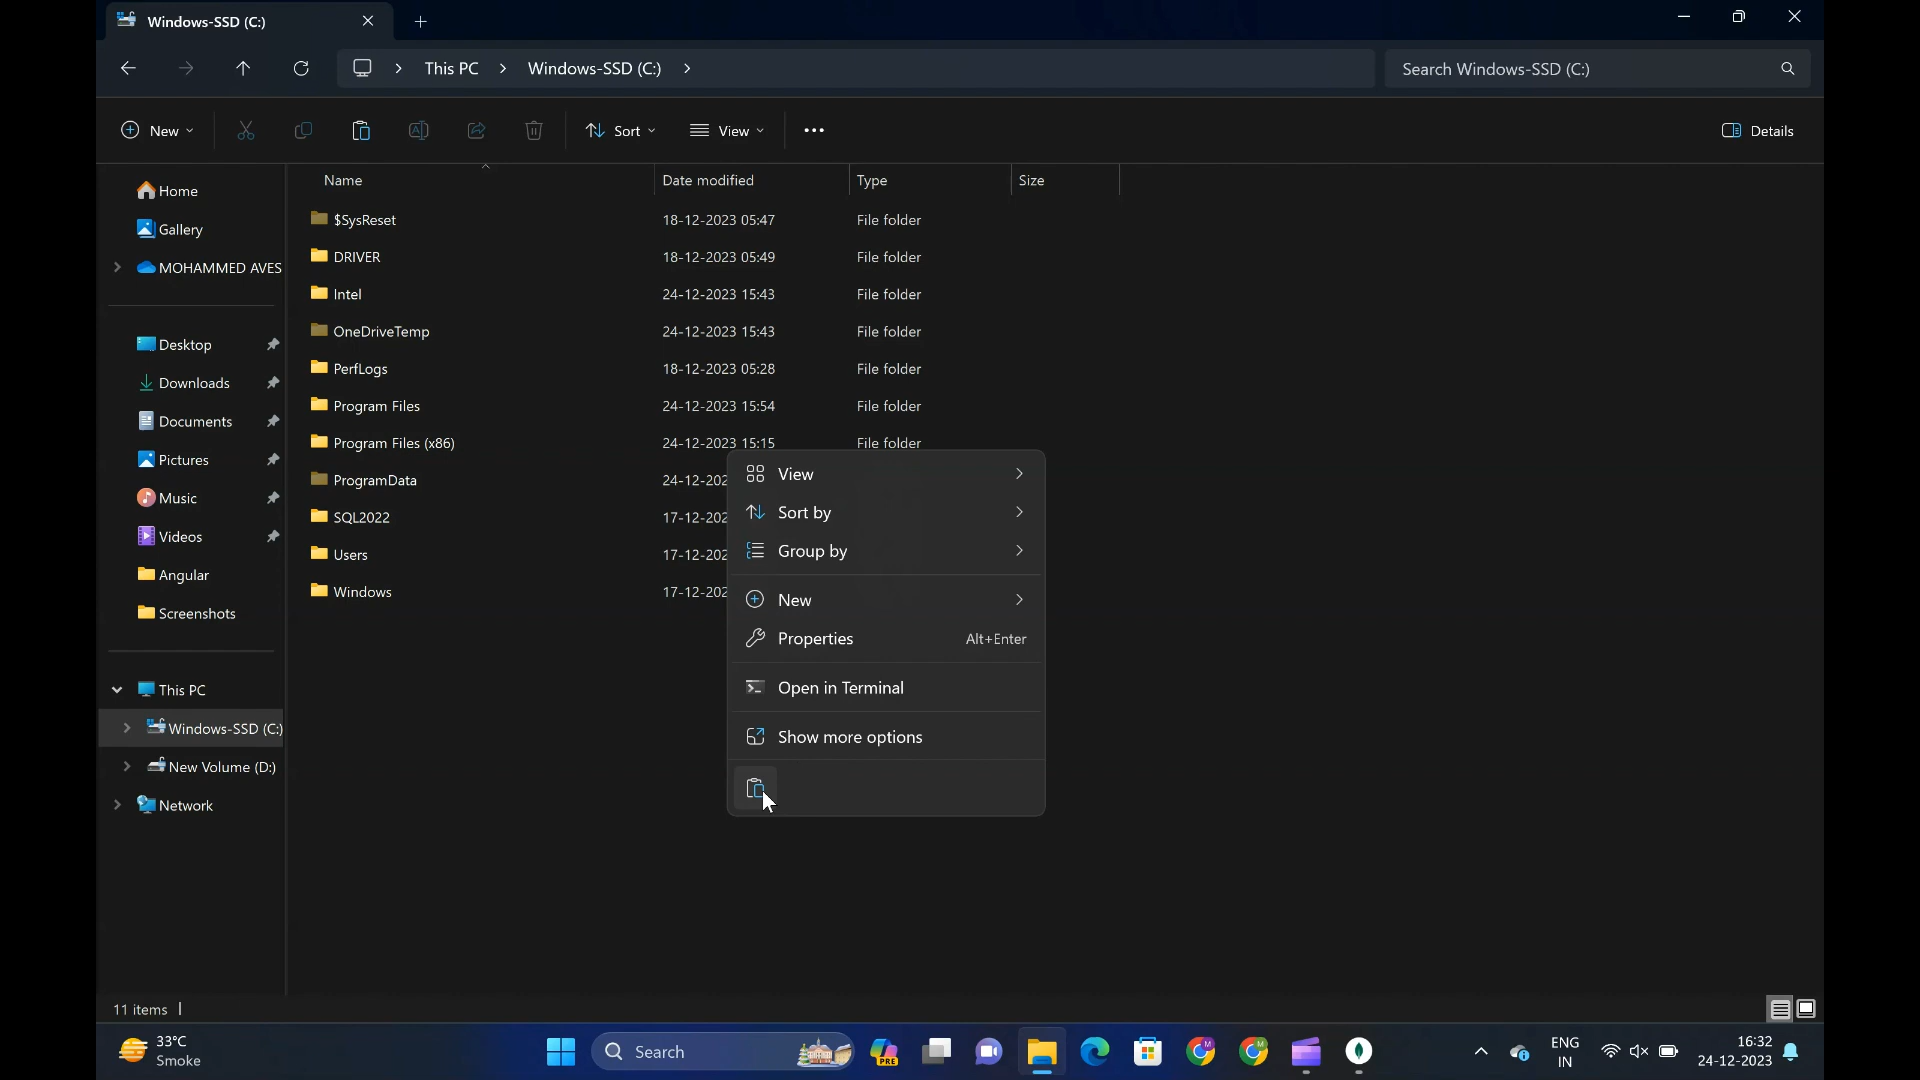 Windows-SSD (C:)
This PC > Windows-SSD (C:) >
Search Windows-SSD (C:)
New
Sort
View
Details
Name Date modified Type Size
Home
Gallery
MOHAMMED AVES
Desktop
Downloads
Documents
Pictures
Music
Videos
Angular
Screenshots
This PC
Windows-SSD (C:)
New Volume (D:)
Network
$SysReset 18-12-2023 05:47 File folder
DRIVER 18-12-2023 05:49 File folder
Intel 24-12-2023 15:43 File folder
OneDriveTemp 24-12-2023 15:43 File folder
PerfLogs 18-12-2023 05:28 File folder
Program Files 24-12-2023 15:54 File folder
Program Files (x86) 24-12-2023 15:15 File folder
ProgramData 24-12-202
SQL2022 17-12-202
Users 17-12-202
Windows 17-12-202
View
Sort by
Group by
New
Properties Alt+Enter
Open in Terminal
Show more options
11 items
33°C
Smoke
Search
PRE
M
M
ENG
IN
16:32
24-12-2023